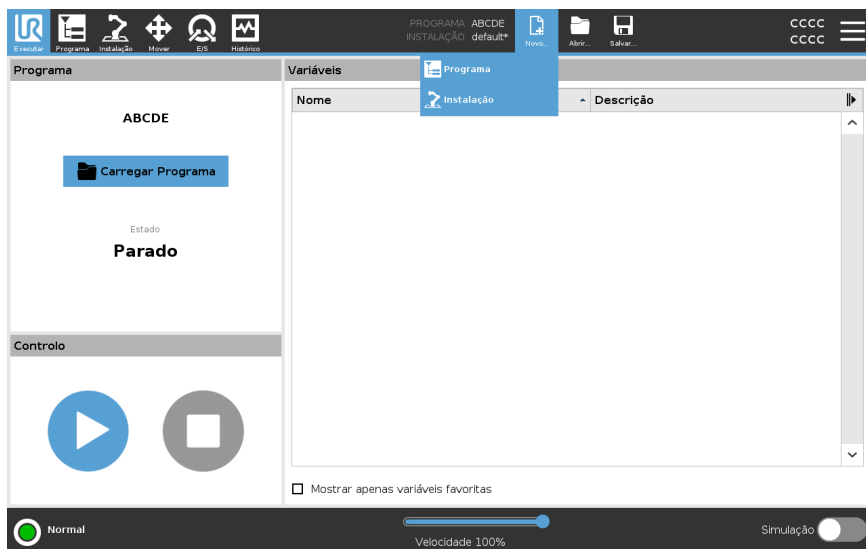 Executar Programa Instalação Mover E/S Histórico
PROGRAMA ABCDE
INSTALAÇÃO default*
Novo... Abrir... Salvar...
CCCC
CCCC
Programa
Instalação
Programa
ABCDE
Carregar Programa
Estado
Parado
Controlo
Variáveis
Nome Descrição
Mostrar apenas variáveis favoritas
Normal
Velocidade 100%
Simulação